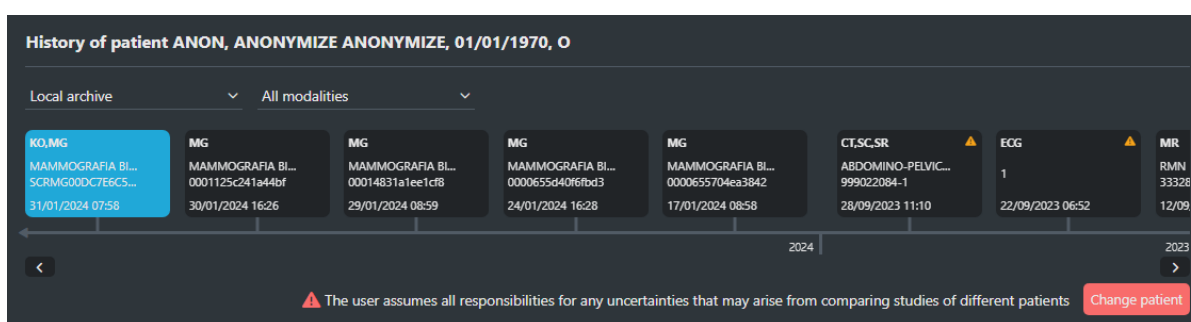 History of patient ANON, ANONYMIZE ANONYMIZE, 01/01/1970, O
Local archive
All modalities
KO,MG
MAMMOGRAFIA BI...
SCRMG00DC7E6C5...
31/01/2024 07:58
MG
MAMMOGRAFIA BI...
0001125c241a44bf
30/01/2024 16:26
MG
MAMMOGRAFIA BI...
00014831a1ee1cf8
29/01/2024 08:59
MG
MAMMOGRAFIA BI...
0000655d40f6fbd3
24/01/2024 16:28
MG
MAMMOGRAFIA BI...
0000655704ea3842
17/01/2024 08:58
CT,SC,SR
ABDOMINO-PELVIC...
999022084-1
28/09/2023 11:10
ECG
1
22/09/2023 06:52
MR
RMN
33328
12/09
2024
2023
The user assumes all responsibilities for any uncertainties that may arise from comparing studies of different patients
Change patient